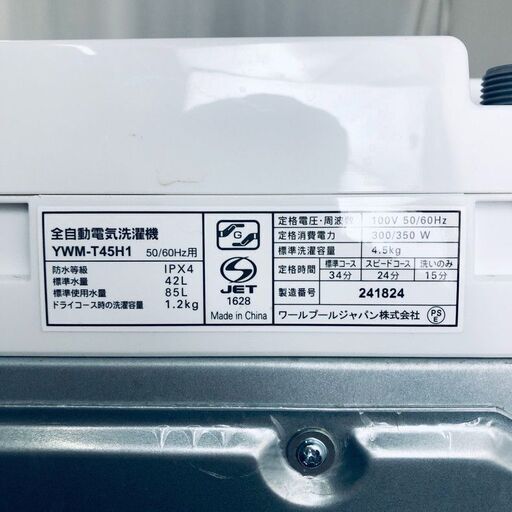 全自動電気洗濯機
YWM-T45H1 50/60Hz用
防水等級 IPX4
標準水量 42L
標準使用水量 85L
ドライコース時の洗濯容量 1.2kg
G
S JET
1628
Made in China
定格電圧・周波数 100V 50/60Hz
定格消費電力 300/350 W
標準洗濯容量 4.5kg
定格時間 標準コース スピードコース 洗いのみ
34分 24分 15分
製造番号 241824
ワールプールジャパン株式会社 PSE